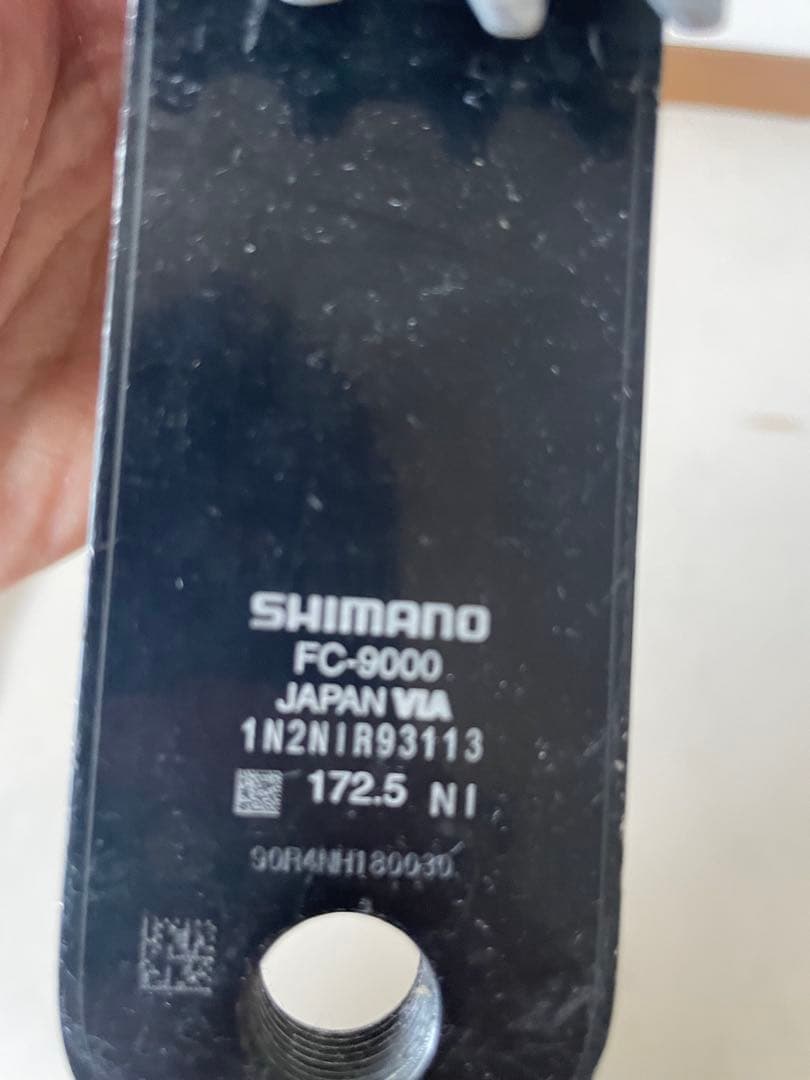 SHIMANO
FC-9000
JAPAN VIA
1N2NIR93113
172.5 NI
90R4NH180030